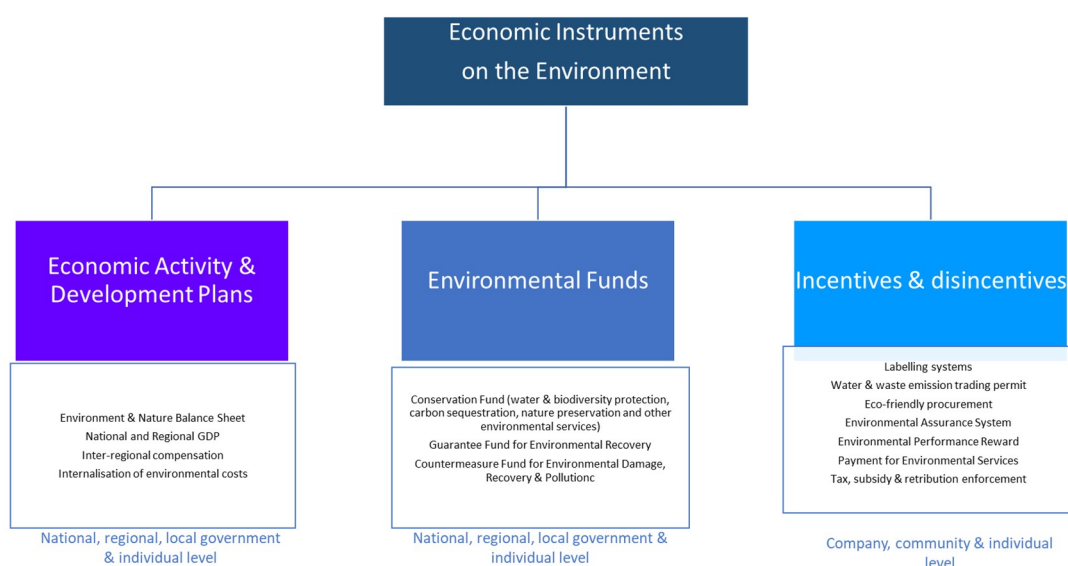 Economic Instruments
on the Environment
Economic Activity &
Development Plans
Environmental Funds
Incentives & disincentives
Environment & Nature Balance Sheet
National and Regional GDP
Inter-regional compensation
Internalisation of environmental costs
Conservation Fund (water & biodiversity protection,
carbon sequestration, nature preservation and other
environmental services)
Guarantee Fund for Environmental Recovery
Countermeasure Fund for Environmental Damage,
Recovery & Pollutionc
Labelling systems
Water & waste emission trading permit
Eco-friendly procurement
Environmental Assurance System
Environmental Performance Reward
Payment for Environmental Services
Tax, subsidy & retribution enforcement
National, regional, local government
& individual level
National, regional, local government &
individual level
Company, community & individual
level